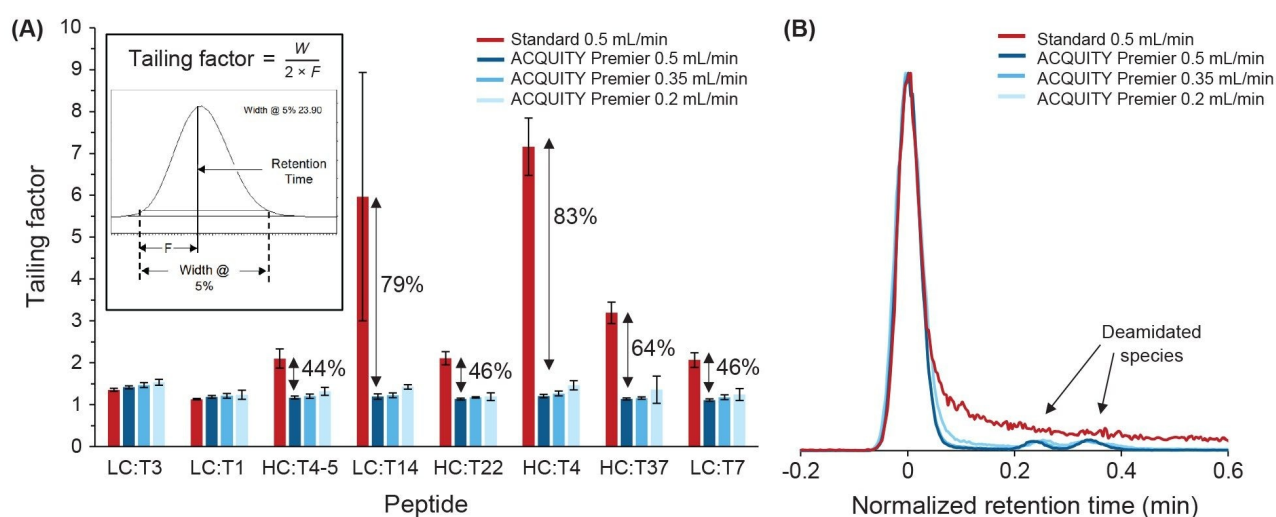 (A)
10
9
8
7
6
5
4
3
2
1
0
Tailing factor
Tailing factor = W / 2 × F
Width @ 5% 23.90
Retention
Time
F
Width @
5%
Standard 0.5 mL/min
ACQUITY Premier 0.5 mL/min
ACQUITY Premier 0.35 mL/min
ACQUITY Premier 0.2 mL/min
44%
79%
46%
83%
64%
46%
LC:T3 LC:T1 HC:T4-5 LC:T14 HC:T22 HC:T4 HC:T37 LC:T7
Peptide
(B)
Standard 0.5 mL/min
ACQUITY Premier 0.5 mL/min
ACQUITY Premier 0.35 mL/min
ACQUITY Premier 0.2 mL/min
Deamidated
species
-0.2 0 0.2 0.4 0.6
Normalized retention time (min)